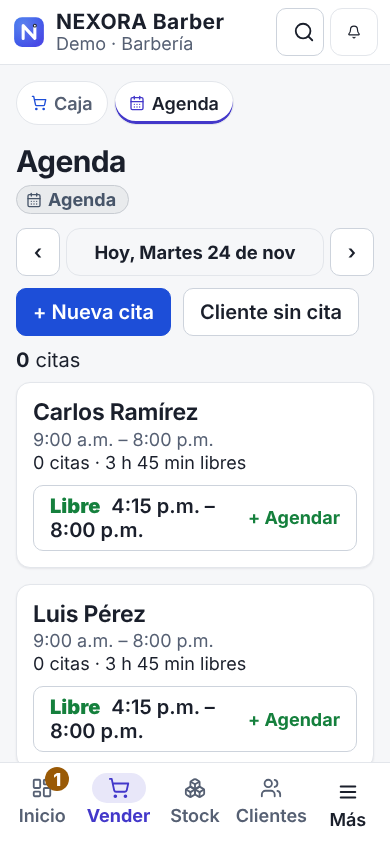 NEXORA Barber
Demo · Barbería
Caja
Agenda
Agenda
Agenda
‹
Hoy, Martes 24 de nov
›
+ Nueva cita
Cliente sin cita
0 citas
Carlos Ramírez
9:00 a.m. – 8:00 p.m.
0 citas · 3 h 45 min libres
Libre 4:15 p.m. –
8:00 p.m.
+ Agendar
Luis Pérez
9:00 a.m. – 8:00 p.m.
0 citas · 3 h 45 min libres
Libre 4:15 p.m. –
8:00 p.m.
+ Agendar
1
Inicio
Vender
Stock
Clientes
Más